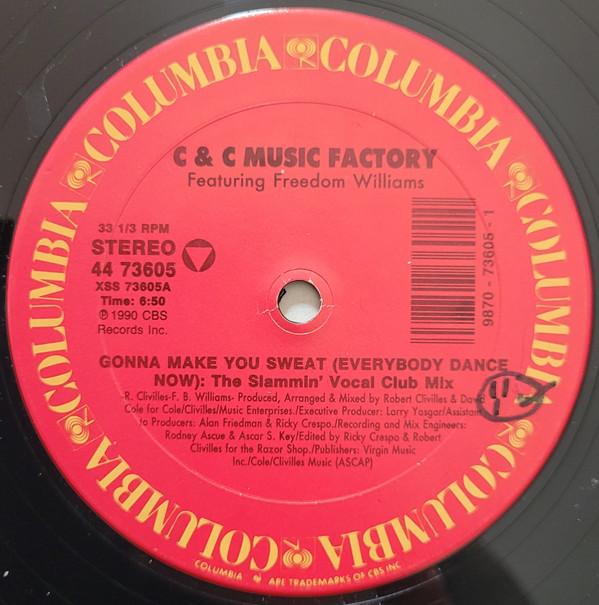 COLUMBIA COLUMBIA COLUMBIA COLUMBIA COLUMBIA COLUMBIA COLUMBIA COLUMBIA
C & C MUSIC FACTORY
Featuring Freedom Williams
33 1/3 RPM
STEREO
44 73605
XSS 73605A
Time: 6:50
℗ 1990 CBS
Records Inc.
9870 - 73605 - 1
GONNA MAKE YOU SWEAT (EVERYBODY DANCE
NOW): The Slammin' Vocal Club Mix
-R. Clivilles-F. B. Williams- Produced, Arranged & Mixed by Robert Clivilles & David
Cole for Cole/Clivilles/Music Enterprises./Executive Producer: Larry Yasgar/Assistant
to Producers: Alan Friedman & Ricky Crespo./Recording and Mix Engineers:
Rodney Ascue & Ascar S. Key/Edited by Ricky Crespo & Robert
Clivilles for the Razor Shop./Publishers: Virgin Music
Inc./Cole/Clivilles Music (ASCAP)
COLUMBIA ARE TRADEMARKS OF CBS INC